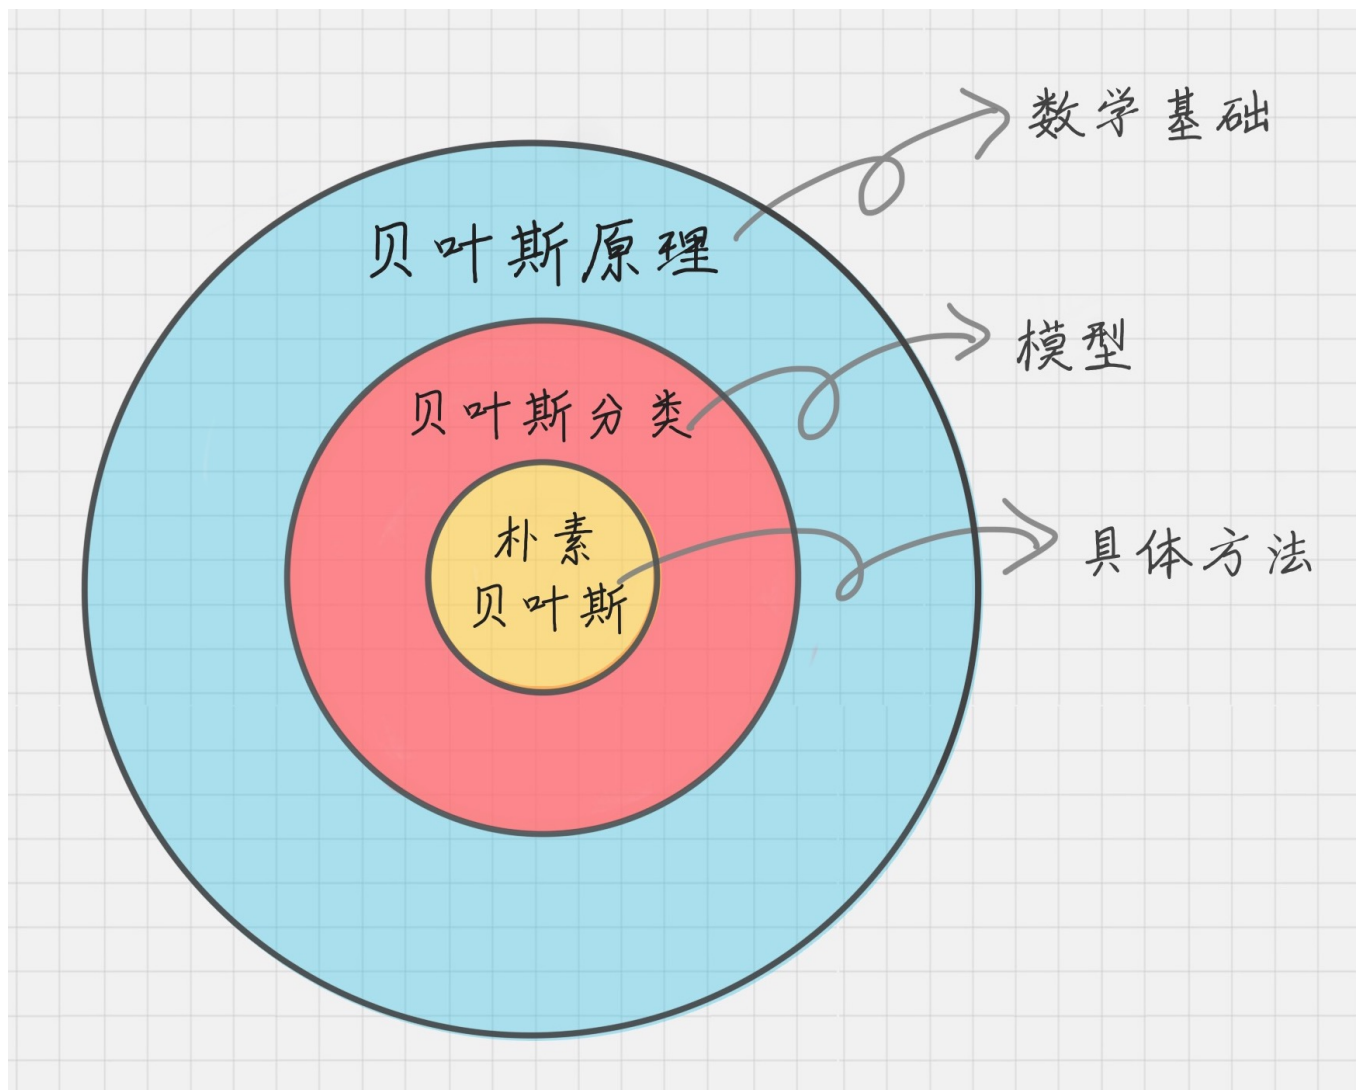 数学基础
贝叶斯原理
模型
贝叶斯分类
朴素
贝叶斯
具体方法